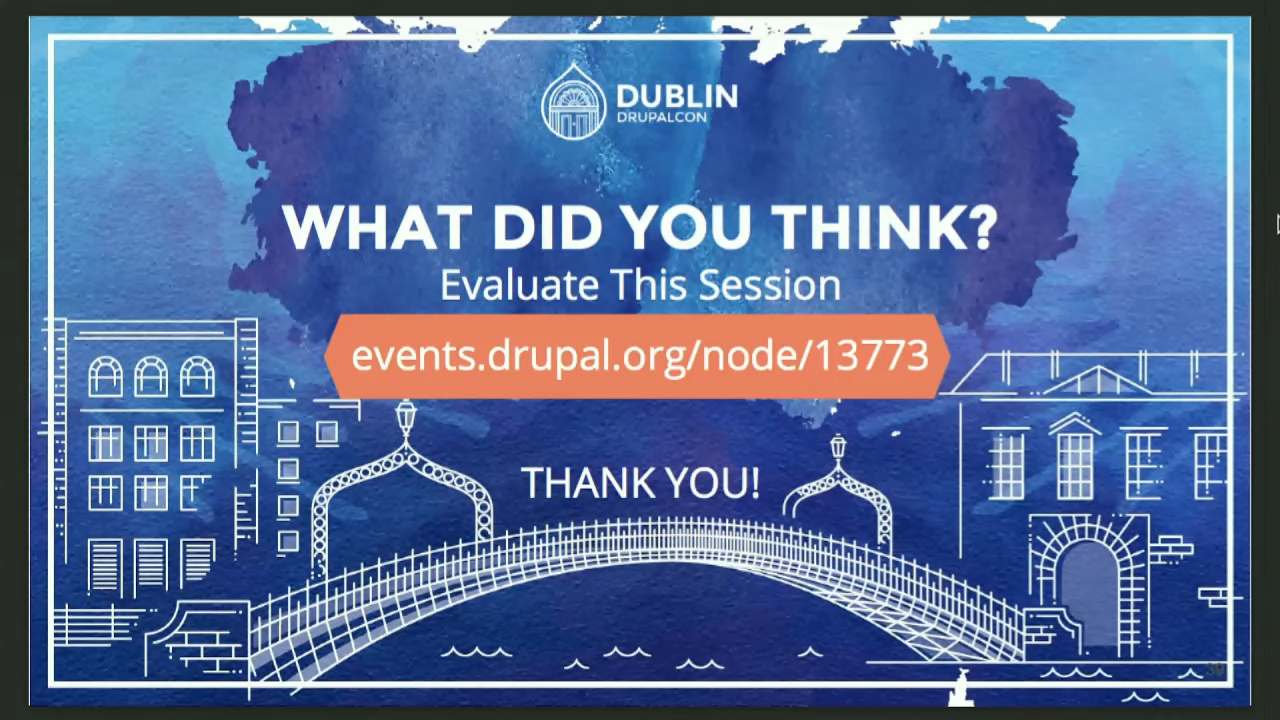 DUBLIN
DRUPALCON
WHAT DID YOU THINK?
Evaluate This Session
events.drupal.org/node/13773
THANK YOU!